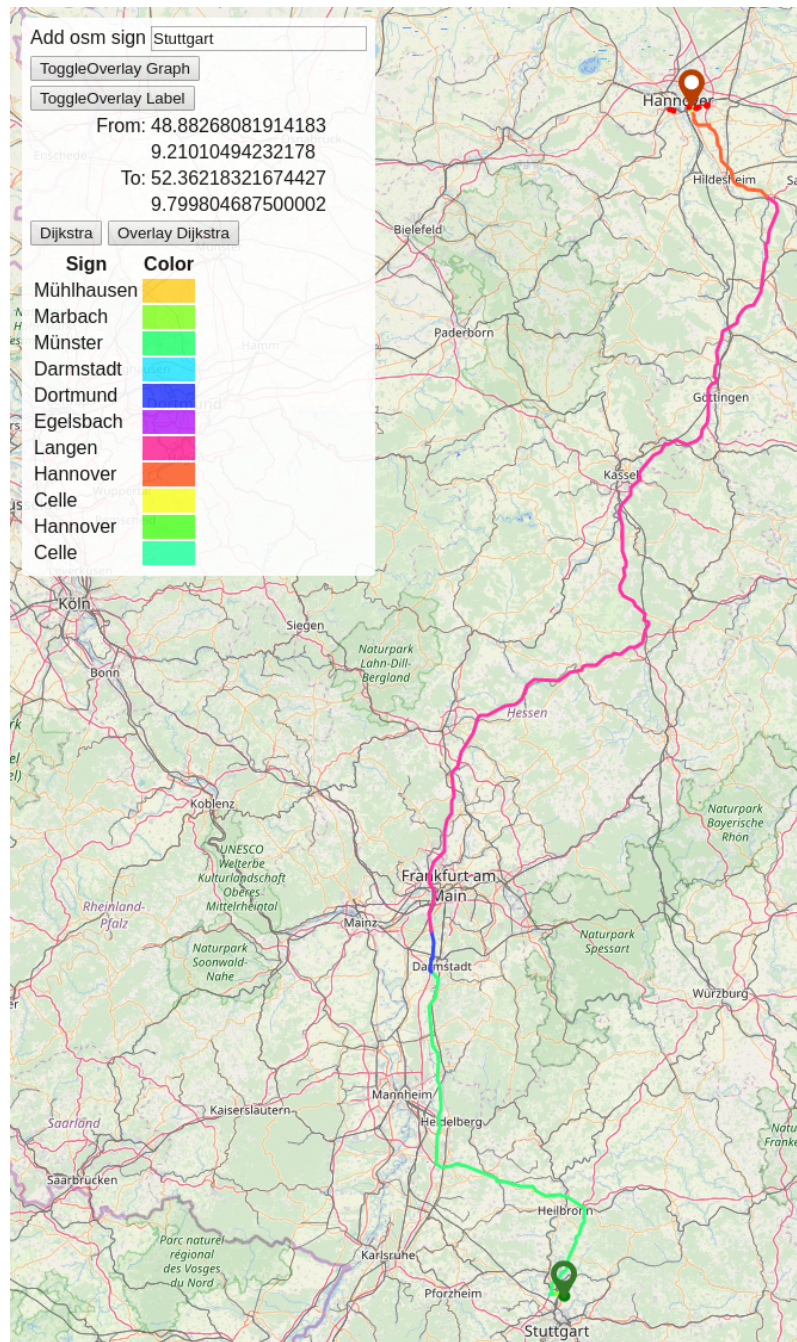 Add osm sign Stuttgart
ToggleOverlay Graph
ToggleOverlay Label
From: 48.88268081914183
9.21010494232178
To: 52.36218321674427
9.799804687500002
Dijkstra Overlay Dijkstra
Sign Color
Mühlhausen
Marbach
Münster
Darmstadt
Dortmund
Egelsbach
Langen
Hannover
Celle
Hannover
Celle
Enschede
Hannover
Hildesheim
Bielefeld
Paderborn
Hamm
Dortmund
Göttingen
Kassel
Köln
Siegen
Naturpark
Lahn-Dill-
Bergland
Bonn
Hessen
Koblenz
Naturpark
Bayerische
Rhön
UNESCO
Welterbe
Kulturlandschaft
Oberes
Mittelrheintal
Frankfurt am
Main
Rheinland-
Pfalz
Mainz
Naturpark
Soonwald-
Nahe
Naturpark
Spessart
Darmstadt
Würzburg
Mannheim
Kaiserslautern
Heidelberg
Saarland
Saarbrücken
Heilbronn
Parc naturel
régional
des Vosges
du Nord
Karlsruhe
Pforzheim
Stuttgart